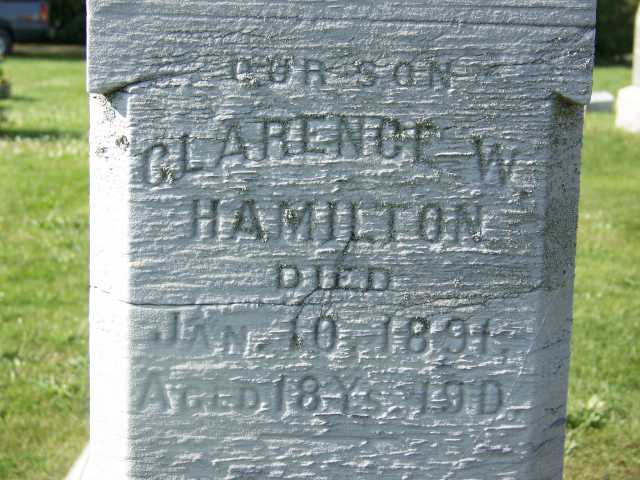 OUR SON
CLARENCE W.
HAMILTON
DIED
JAN. 10, 1891,
AGED 18 Ys. 19 D.